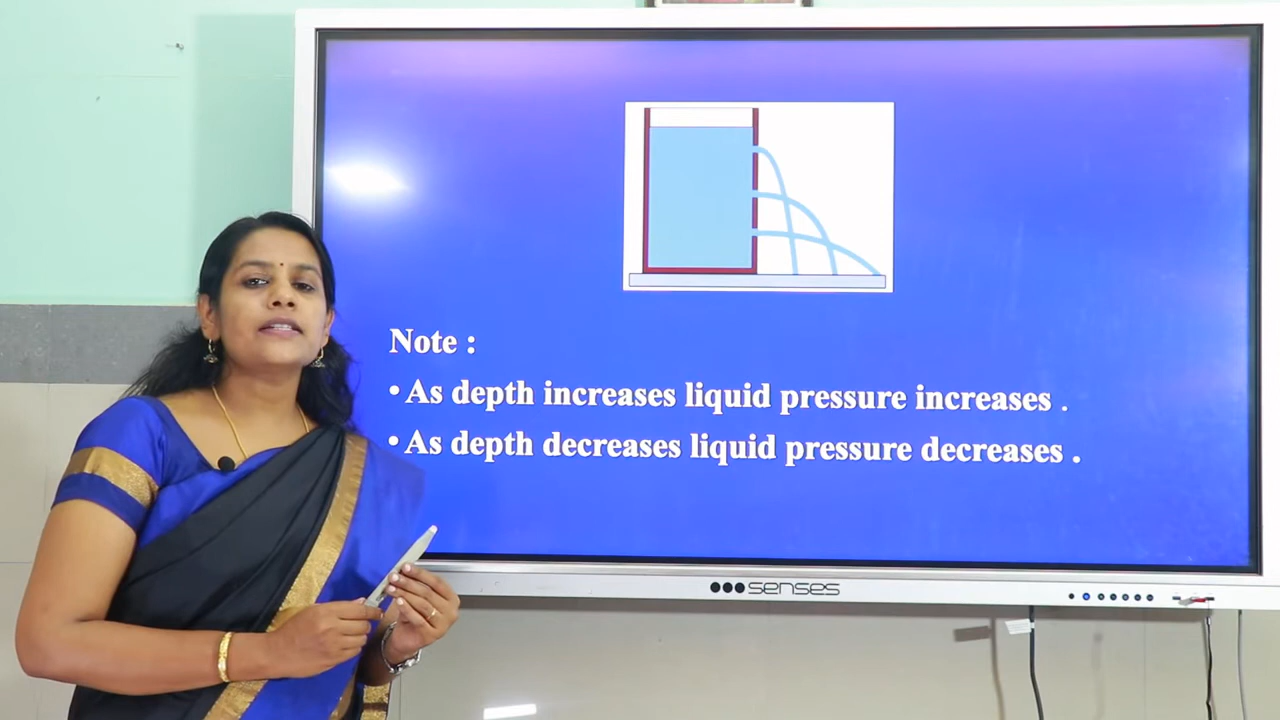 Note :
• As depth increases liquid pressure increases .
• As depth decreases liquid pressure decreases .
senses